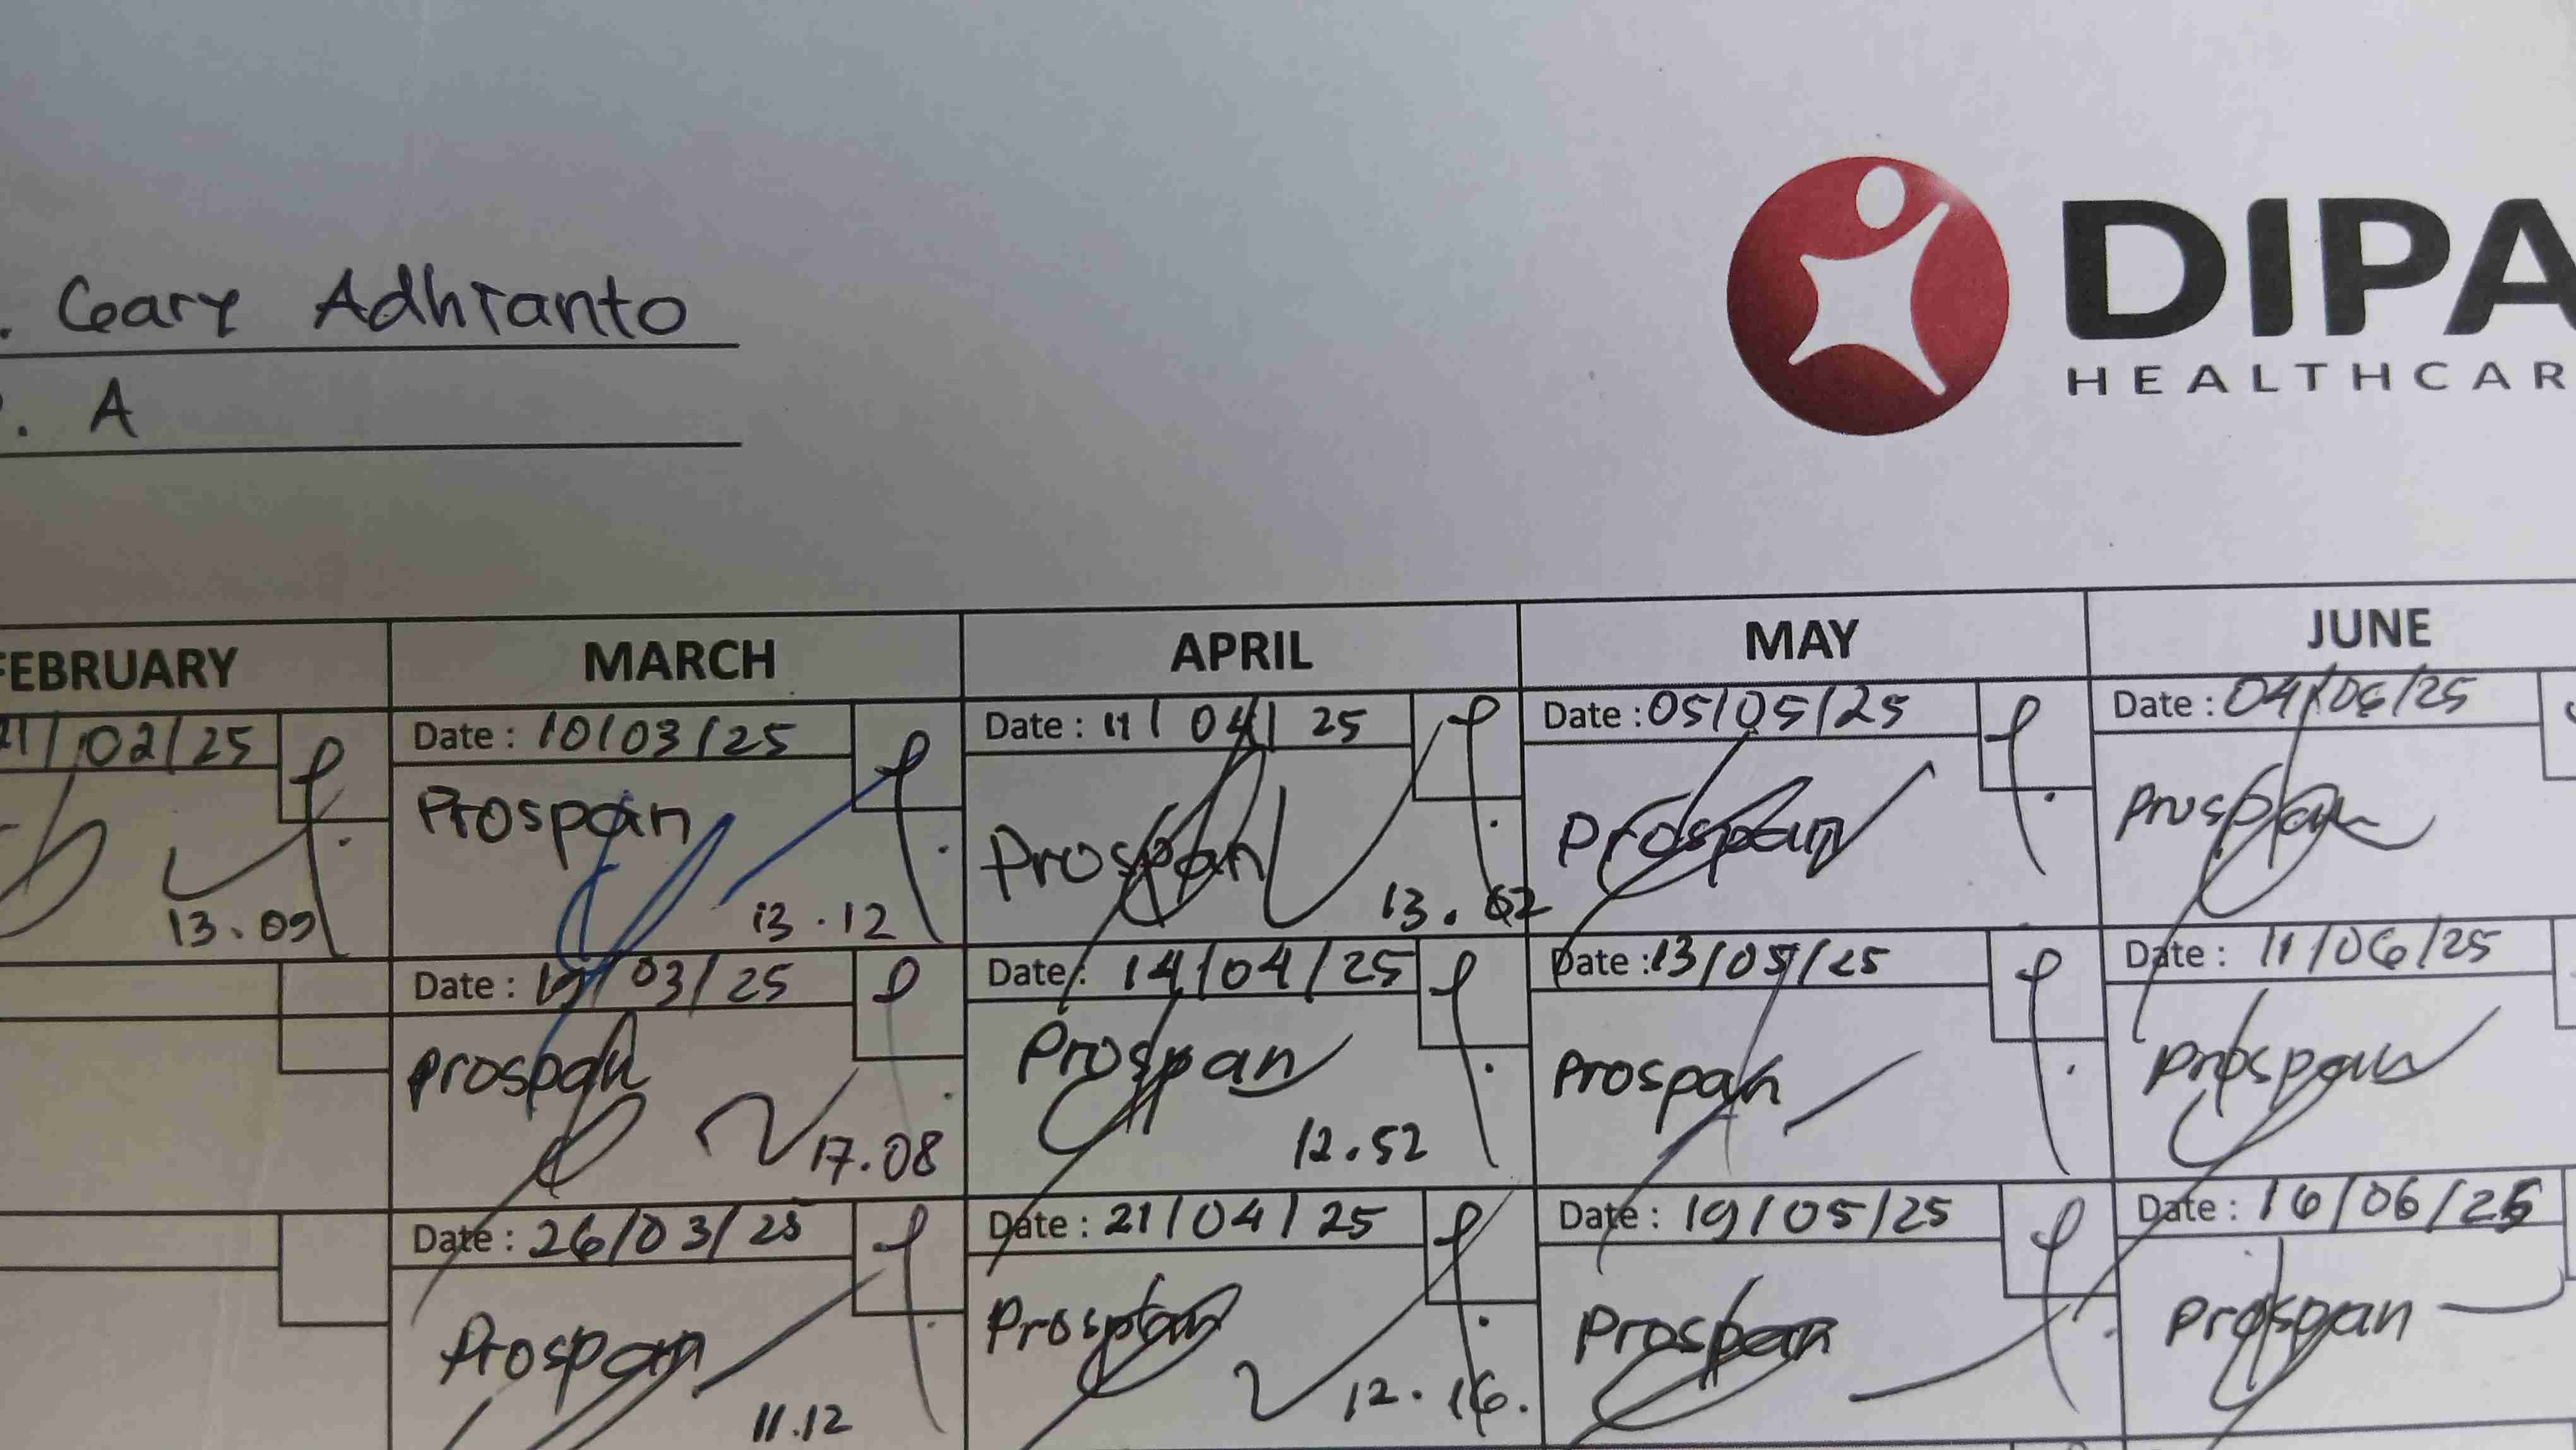 . Geary Adhianto
. A
DIPA
HEALTHCAR
FEBRUARY MARCH APRIL MAY JUNE
21/02/25 Date : 10/03/25 Date : 11/04/25 Date : 05/05/25 Date : 04/06/25
Prospan Prospan Prospan Prospan
13.09 13.12 13.02
Date : 03/25 Date : 14/04/25 Date : 13/05/25 Date : 11/06/25
Prospan Prospan Prospan Prospan
17.08 12.52
Date : 26/03/25 Date : 21/04/25 Date : 19/05/25 Date : 16/06/25
Prospan Prospan Prospan Prospan
11.12 12.16.